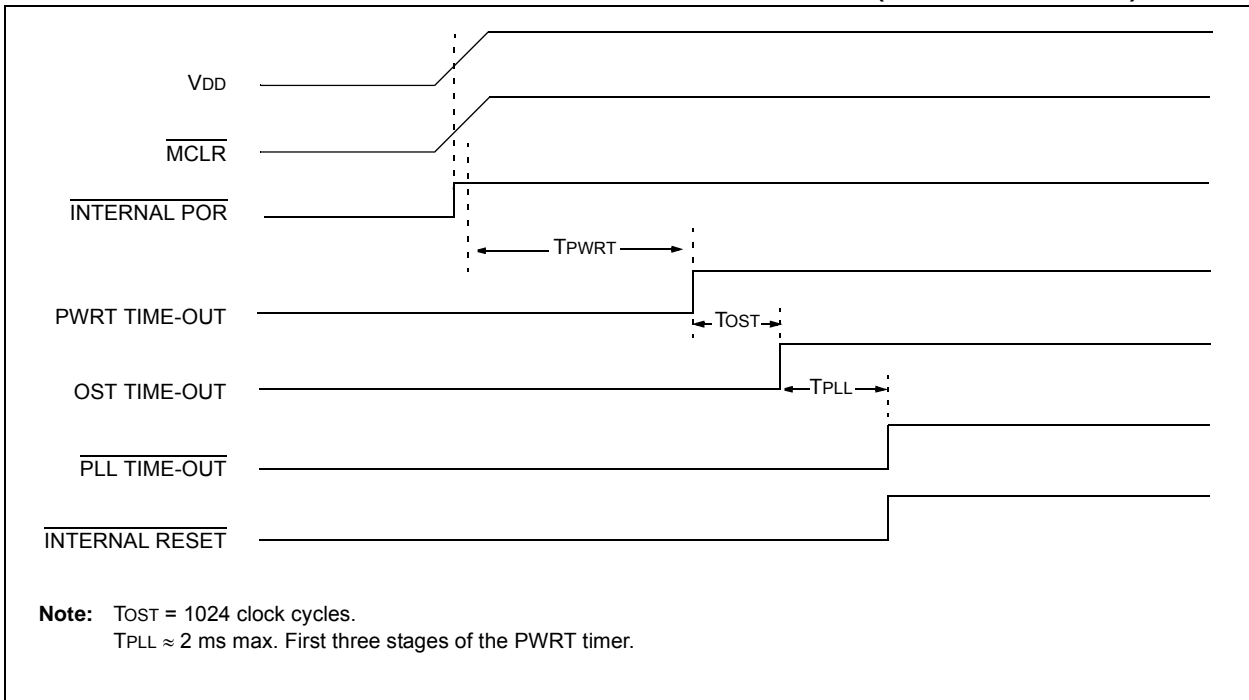 VDD
MCLR
INTERNAL POR
TPWRT
PWRT TIME-OUT
TOST
OST TIME-OUT
TPLL
PLL TIME-OUT
INTERNAL RESET
Note: TOST = 1024 clock cycles.
TPLL ≈ 2 ms max. First three stages of the PWRT timer.